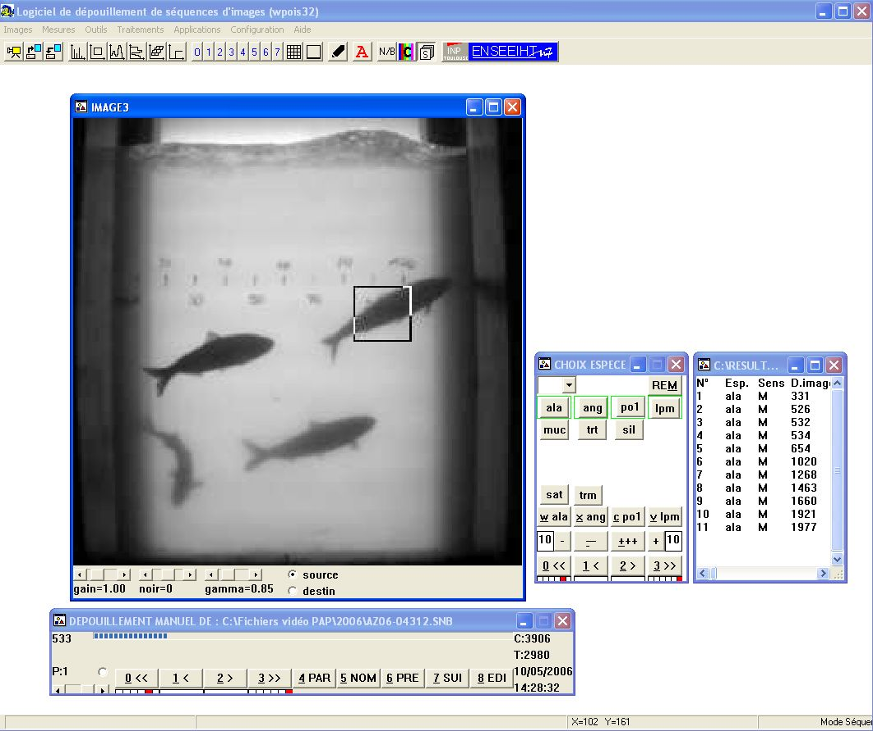 Logiciel de dépouillement de séquences d'images (wpois32)
Images Mesures Outils Traitements Applications Configuration Aide
0 1 2 3 4 5 6 7 A N/B C INP TOULOUSE ENSEEIHT
IMAGE3
gain=1.00 noir=0 gamma=0.85
source
destin
CHOIX ESPECE
REM
ala ang po1 lpm
muc trt sil
sat trm
w ala x ang c po1 v lpm
10 - -- +++ + 10
0 << 1 < 2 > 3 >>
C:\RESULT...
N° Esp. Sens D.imag
1 ala M 331
2 ala M 526
3 ala M 532
4 ala M 534
5 ala M 654
6 ala M 1020
7 ala M 1268
8 ala M 1463
9 ala M 1660
10 ala M 1921
11 ala M 1977
DEPOUILLEMENT MANUEL DE : C:\Fichiers vidéo PAP\2006\AZ06-04312.SNB
533
C:3906
T:2980
P:1
10/05/2006
0 << 1 < 2 > 3 >> 4 PAR 5 NOM 6 PRE 7 SUI 8 EDI
14:28:32
X=102 Y=161
Mode Séque